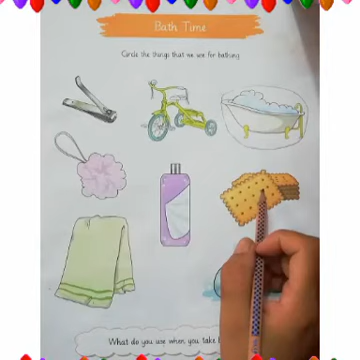 Bath Time
Circle the things that we use for bathing.
What do you use when you take